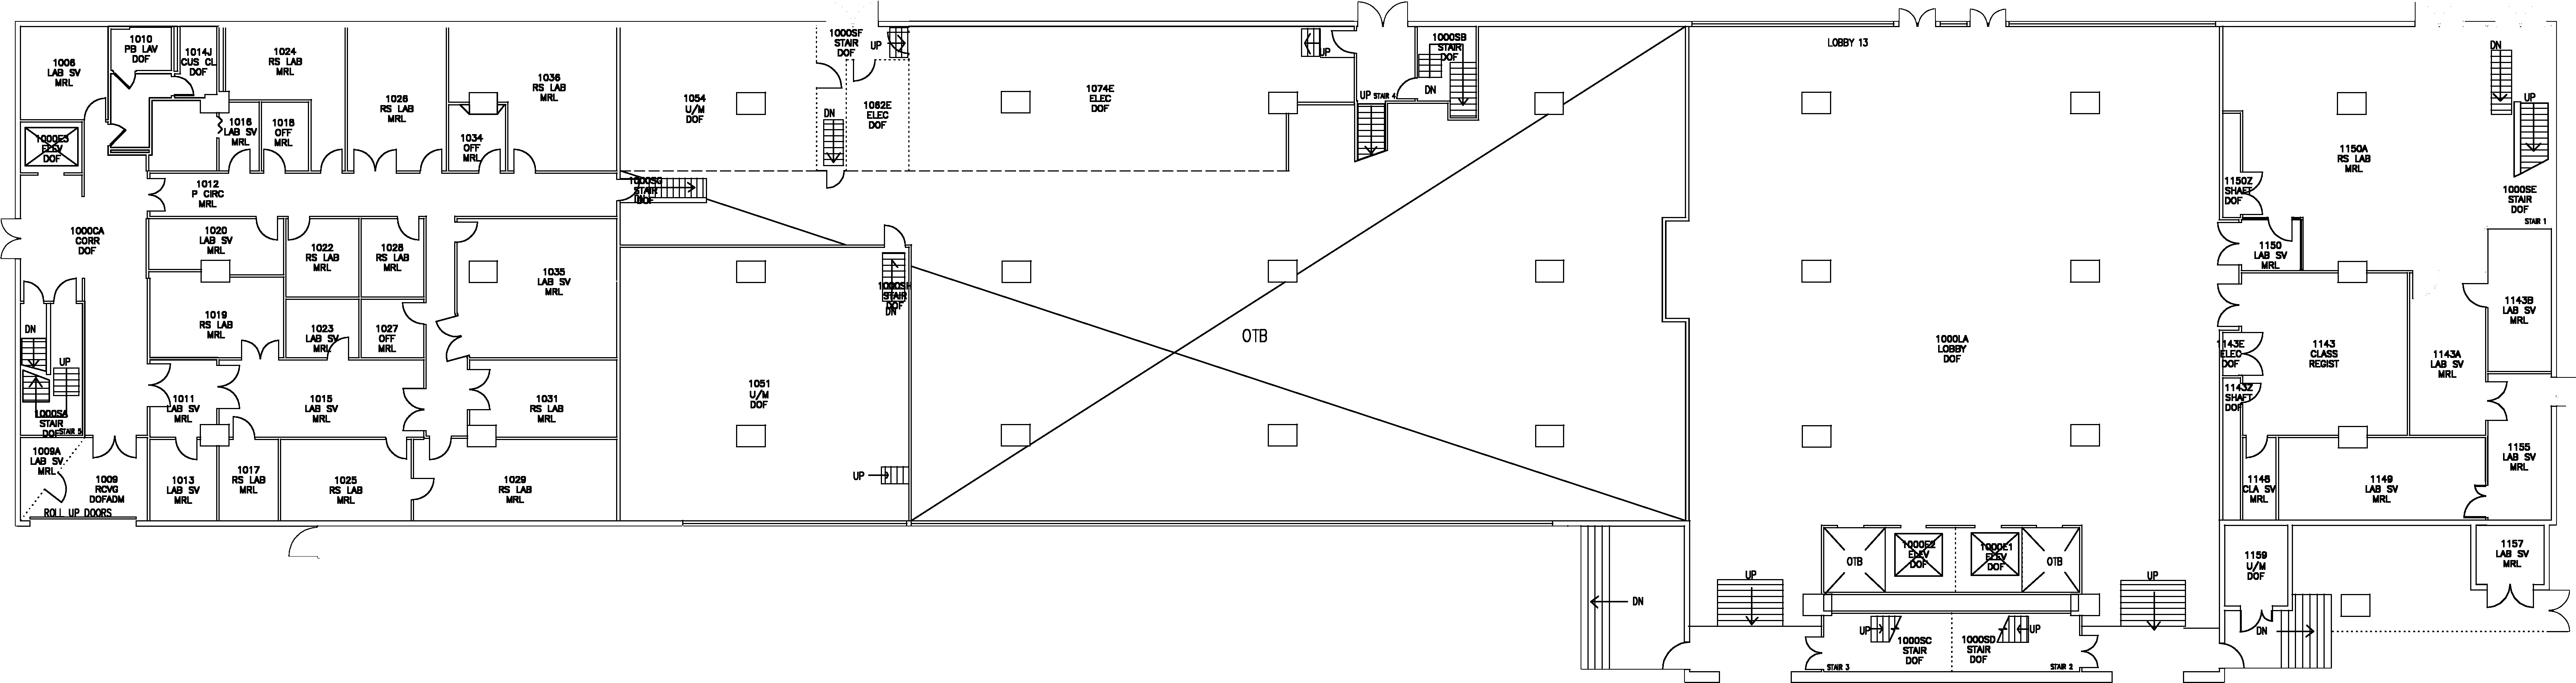 1006
LAB SV
MRL
1010
PB LAV
DOF
1014J
CUS CL
DOF
1024
RS LAB
MRL
1026
RS LAB
MRL
1036
RS LAB
MRL
1016
LAB SV
MRL
1018
OFF
MRL
1034
OFF
MRL
1000E3
ELEV
DOF
1054
U/M
DOF
1000SF
STAIR
DOF
UP
DN
1062E
ELEC
DOF
1074E
ELEC
DOF
UP
1000SB
STAIR
DOF
UP
STAIR 4
DN
LOBBY 13
DN
UP
1150A
RS LAB
MRL
1150Z
SHAFT
DOF
1000SE
STAIR
DOF
STAIR 1
1012
P CIRC
MRL
1000SG
STAIR
DOF
DN
1000CA
CORR
DOF
1020
LAB SV
MRL
1022
RS LAB
MRL
1028
RS LAB
MRL
1035
LAB SV
MRL
1150
LAB SV
MRL
1019
RS LAB
MRL
1023
LAB SV
MRL
1027
OFF
MRL
1000SH
STAIR
DOF
DN
OTB
1000LA
LOBBY
DOF
1143B
LAB SV
MRL
1143E
ELEC
DOF
1143
CLASS
REGIST
1143A
LAB SV
MRL
DN
UP
1000SA
STAIR
DOF
STAIR 5
1011
LAB SV
MRL
1015
LAB SV
MRL
1031
RS LAB
MRL
1051
U/M
DOF
1143Z
SHAFT
DOF
1009A
LAB SV
MRL
1009
RCVG
DOFADM
ROLL UP DOORS
1013
LAB SV
MRL
1017
RS LAB
MRL
1025
RS LAB
MRL
1029
RS LAB
MRL
UP
1148
CLA SV
MRL
1149
LAB SV
MRL
1155
LAB SV
MRL
OTB
1000E2
ELEV
DOF
1000E1
ELEV
DOF
OTB
1159
U/M
DOF
1157
LAB SV
MRL
DN
UP
UP
UP
1000SC
STAIR
DOF
1000SD
STAIR
DOF
UP
DN
STAIR 3
STAIR 2